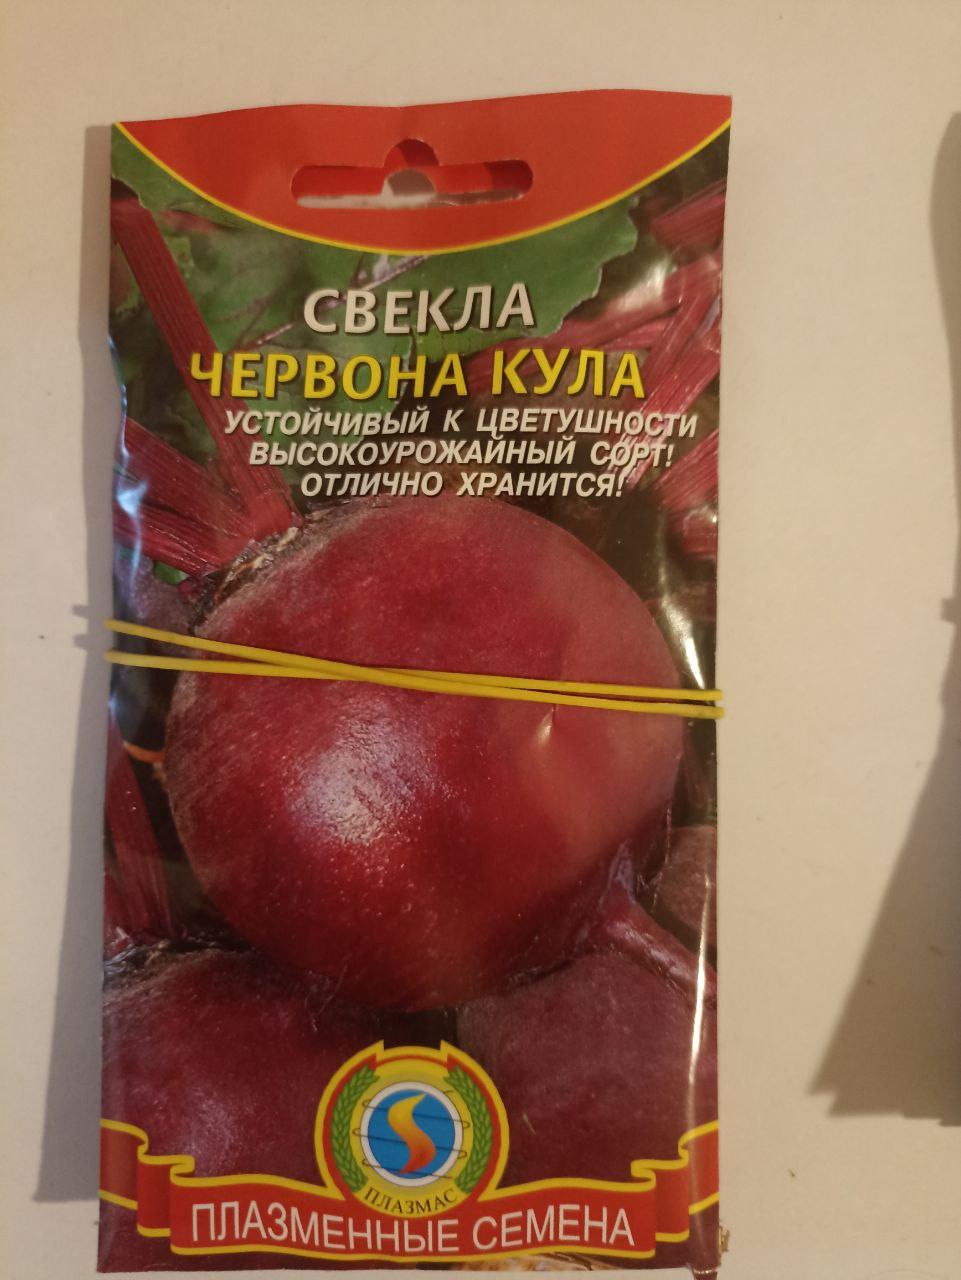 СВЕКЛА
ЧЕРВОНА КУЛА
УСТОЙЧИВЫЙ К ЦВЕТУШНОСТИ
ВЫСОКОУРОЖАЙНЫЙ СОРТ!
ОТЛИЧНО ХРАНИТСЯ!
ПЛАЗМАС
ПЛАЗМЕННЫЕ СЕМЕНА